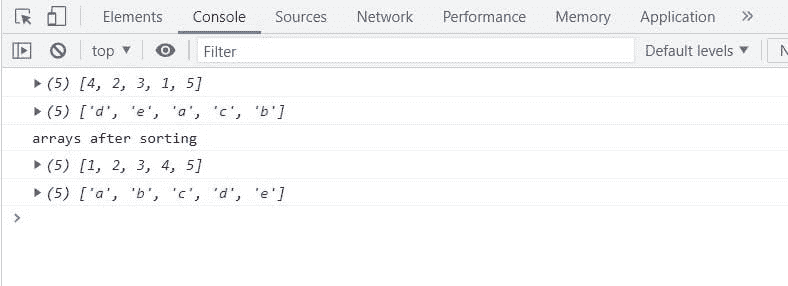 Elements Console Sources Network Performance Memory Application »
top ▼ Filter Default levels ▼ N
▶ (5) [4, 2, 3, 1, 5]
▶ (5) ['d', 'e', 'a', 'c', 'b']
arrays after sorting
▶ (5) [1, 2, 3, 4, 5]
▶ (5) ['a', 'b', 'c', 'd', 'e']
>